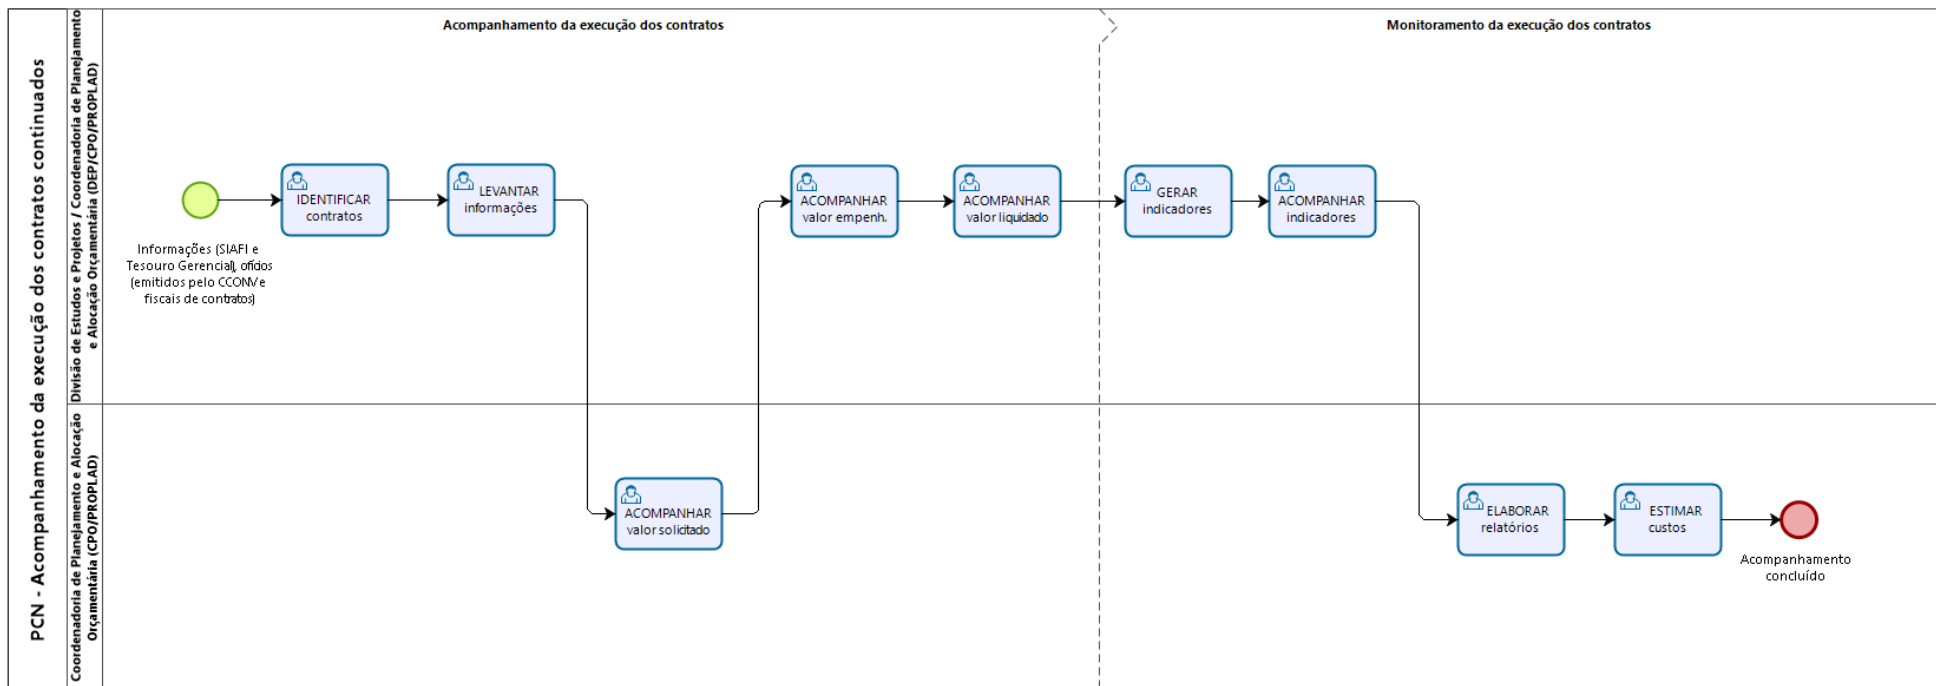 PCN - Acompanhamento da execução dos contratos continuados
Divisão de Estudos e Projetos / Coordenadoria de Planejamento
e Alocação Orçamentária (DEP/CPO/PROPLAD)
Coordenadoria de Planejamento e Alocação
Orçamentária (CPO/PROPLAD)
Acompanhamento da execução dos contratos
Monitoramento da execução dos contratos
Informações (SIAFI e
Tesouro Gerencial), ofícios
(emitidos pelo CCONV e
fiscais de contratos)
IDENTIFICAR
contratos
LEVANTAR
informações
ACOMPANHAR
valor solicitado
ACOMPANHAR
valor empenh.
ACOMPANHAR
valor liquidado
GERAR
indicadores
ACOMPANHAR
indicadores
ELABORAR
relatórios
ESTIMAR
custos
Acompanhamento
concluído